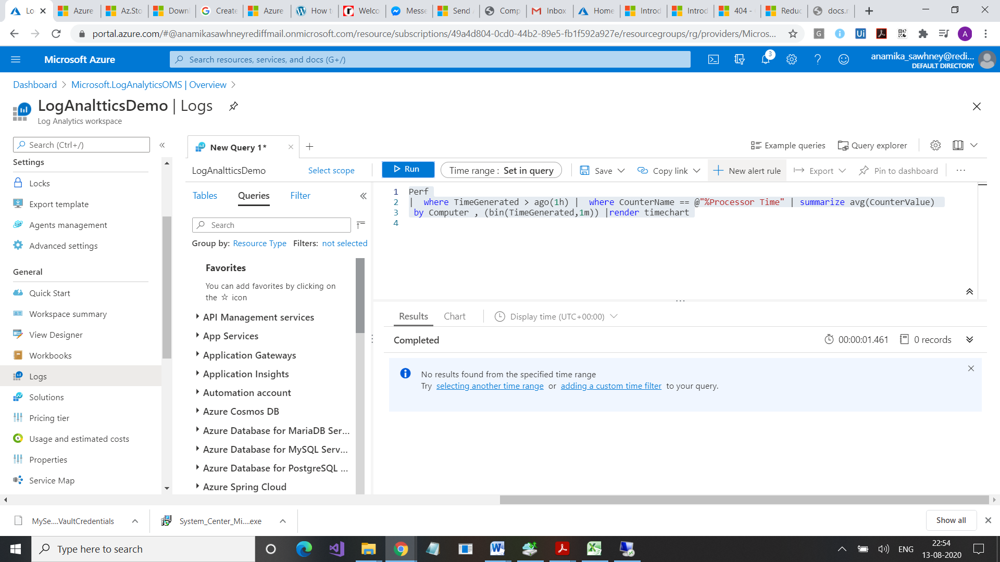 Lo
Azure
Az.Sto
Downl
Create
Azure
How t
Welco
Messe
Send
Comp
Inbox
Home
Introd
Introd
404 -
Reduc
docs.r
portal.azure.com/#@anamikasawhneyrediffmail.onmicrosoft.com/resource/subscriptions/49a4d804-0cd0-44b2-89e5-fb1f592a927e/resourcegroups/rg/providers/Micros...
Microsoft Azure
Search resources, services, and docs (G+/)
3
anamika_sawhney@redi...
DEFAULT DIRECTORY
Dashboard > Microsoft.LogAnalyticsOMS | Overview >
LogAnaltticsDemo | Logs
Log Analytics workspace
Search (Ctrl+/)
Settings
Locks
Export template
Agents management
Advanced settings
General
Quick Start
Workspace summary
View Designer
Workbooks
Logs
Solutions
Pricing tier
Usage and estimated costs
Properties
Service Map
New Query 1*
Example queries
Query explorer
LogAnaltticsDemo
Select scope
Run
Time range : Set in query
Save
Copy link
New alert rule
Export
Pin to dashboard
Tables
Queries
Filter
Search
Group by: Resource Type Filters: not selected
Favorites
You can add favorites by clicking on
the ☆ icon
API Management services
App Services
Application Gateways
Application Insights
Automation account
Azure Cosmos DB
Azure Database for MariaDB Ser...
Azure Database for MySQL Serv...
Azure Database for PostgreSQL ...
Azure Spring Cloud
1 Perf
2 | where TimeGenerated > ago(1h) | where CounterName == @"%Processor Time" | summarize avg(CounterValue)
3 by Computer , (bin(TimeGenerated,1m)) |render timechart
4
Results
Chart
Display time (UTC+00:00)
Completed
00:00:01.461
0 records
No results found from the specified time range
Try selecting another time range or adding a custom time filter to your query.
MySe....VaultCredentials
System_Center_Mi....exe
Show all
Type here to search
ENG
22:54
13-08-2020